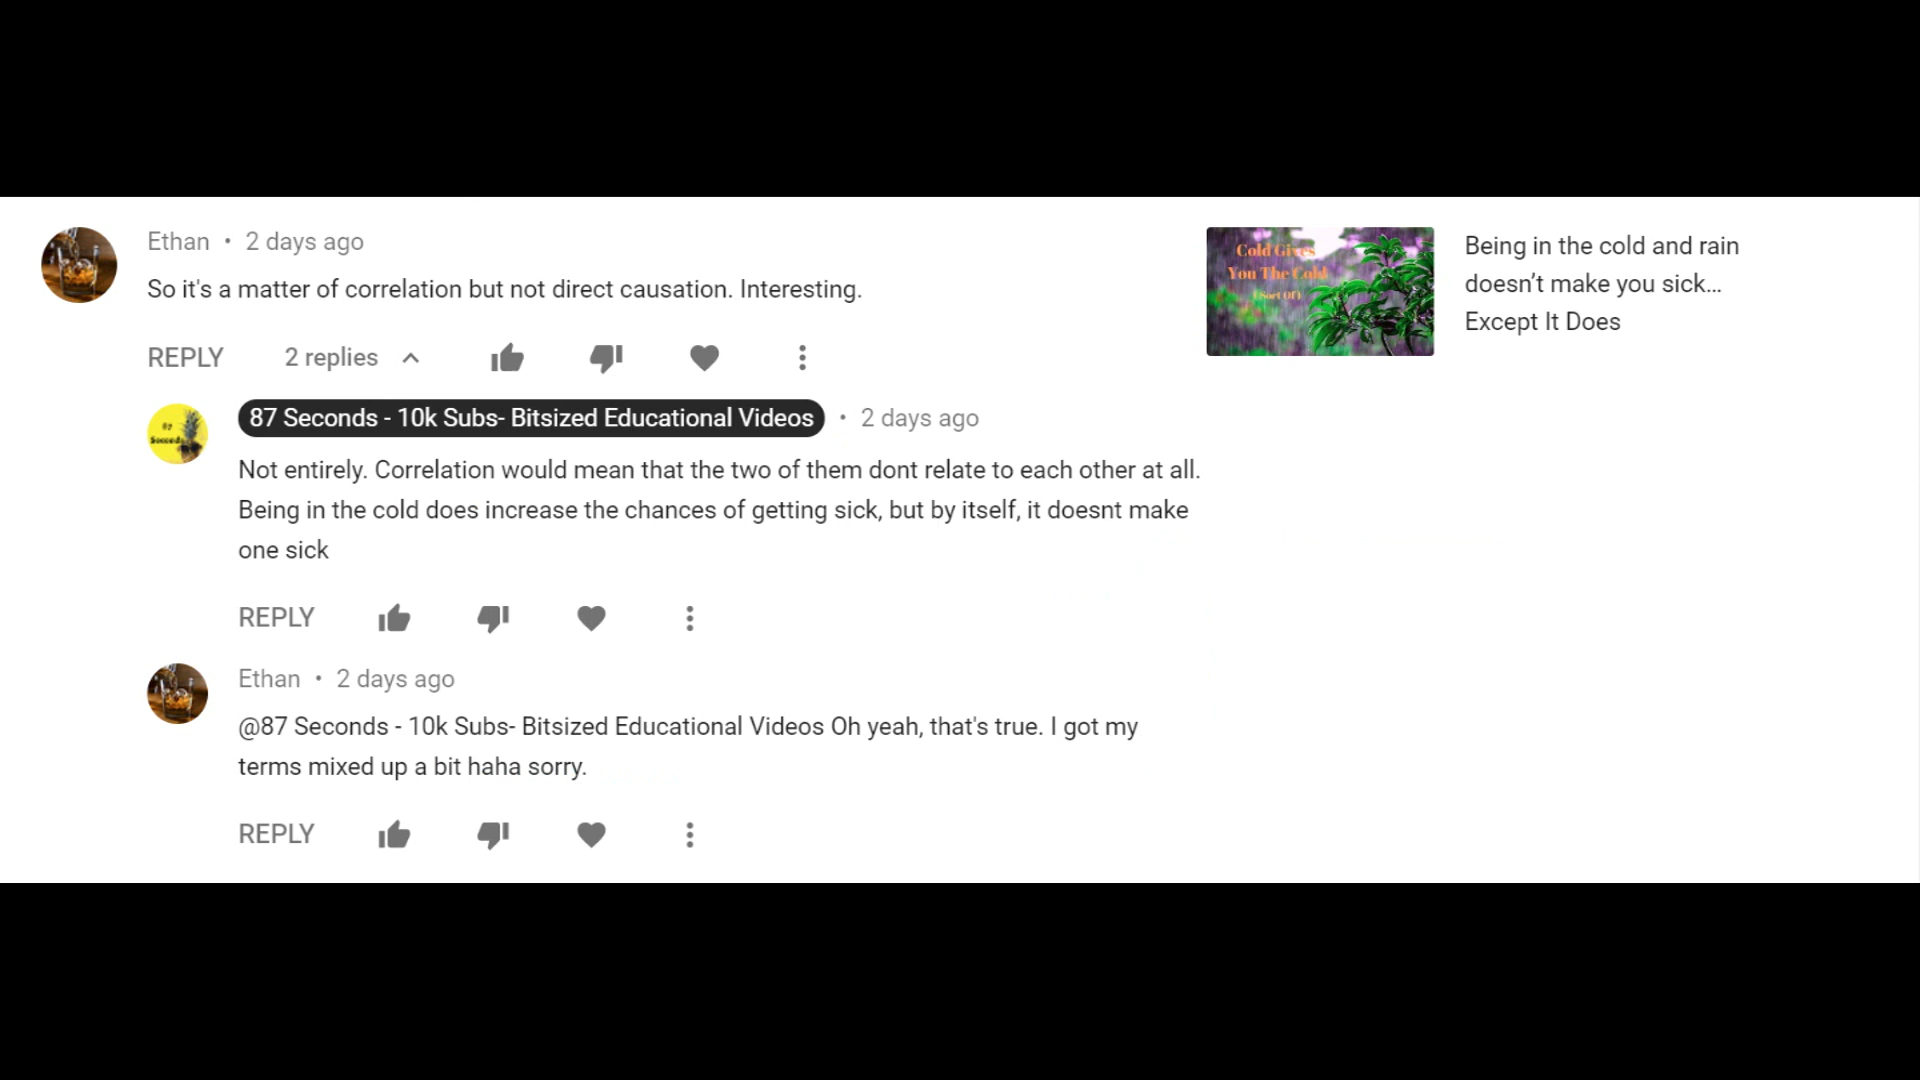 Ethan • 2 days ago
So it's a matter of correlation but not direct causation. Interesting.
REPLY 2 replies
Cold Gives
You The Cold
(Sort Of)
Being in the cold and rain
doesn’t make you sick...
Except It Does
87 Seconds
87 Seconds - 10k Subs- Bitsized Educational Videos • 2 days ago
Not entirely. Correlation would mean that the two of them dont relate to each other at all.
Being in the cold does increase the chances of getting sick, but by itself, it doesnt make
one sick
REPLY
Ethan • 2 days ago
@87 Seconds - 10k Subs- Bitsized Educational Videos Oh yeah, that's true. I got my
terms mixed up a bit haha sorry.
REPLY